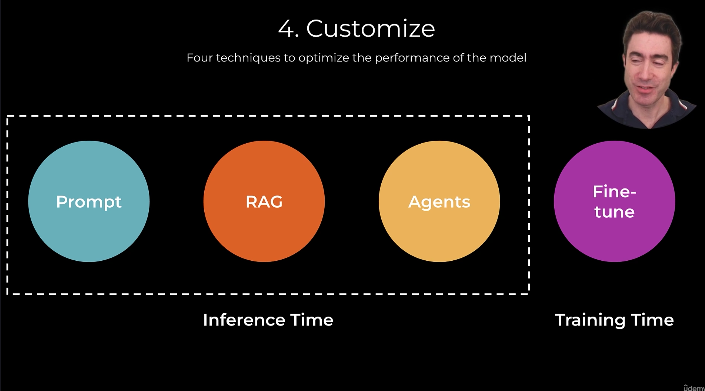 4. Customize
Four techniques to optimize the performance of the model
Prompt
RAG
Agents
Fine-
tune
Inference Time
Training Time
ûdemy